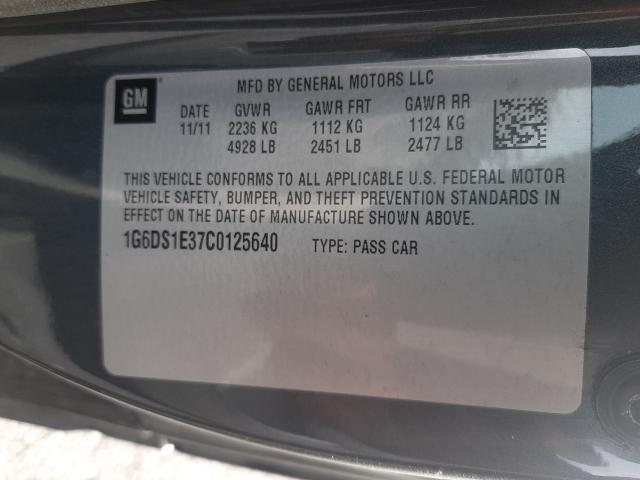 GM
MFD BY GENERAL MOTORS LLC
DATE GVWR GAWR FRT GAWR RR
11/11 2236 KG 1112 KG 1124 KG
4928 LB 2451 LB 2477 LB
THIS VEHICLE CONFORMS TO ALL APPLICABLE U.S. FEDERAL MOTOR
VEHICLE SAFETY, BUMPER, AND THEFT PREVENTION STANDARDS IN
EFFECT ON THE DATE OF MANUFACTURE SHOWN ABOVE.
1G6DS1E37C0125640 TYPE: PASS CAR